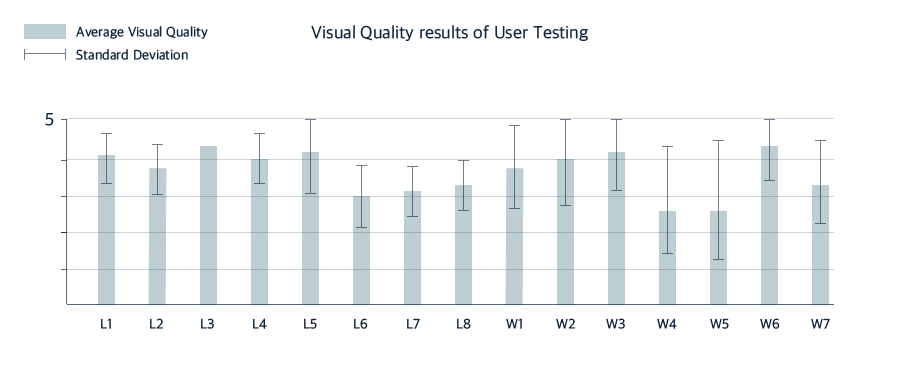 Average Visual Quality
Visual Quality results of User Testing
Standard Deviation
5
L1 L2 L3 L4 L5 L6 L7 L8 W1 W2 W3 W4 W5 W6 W7